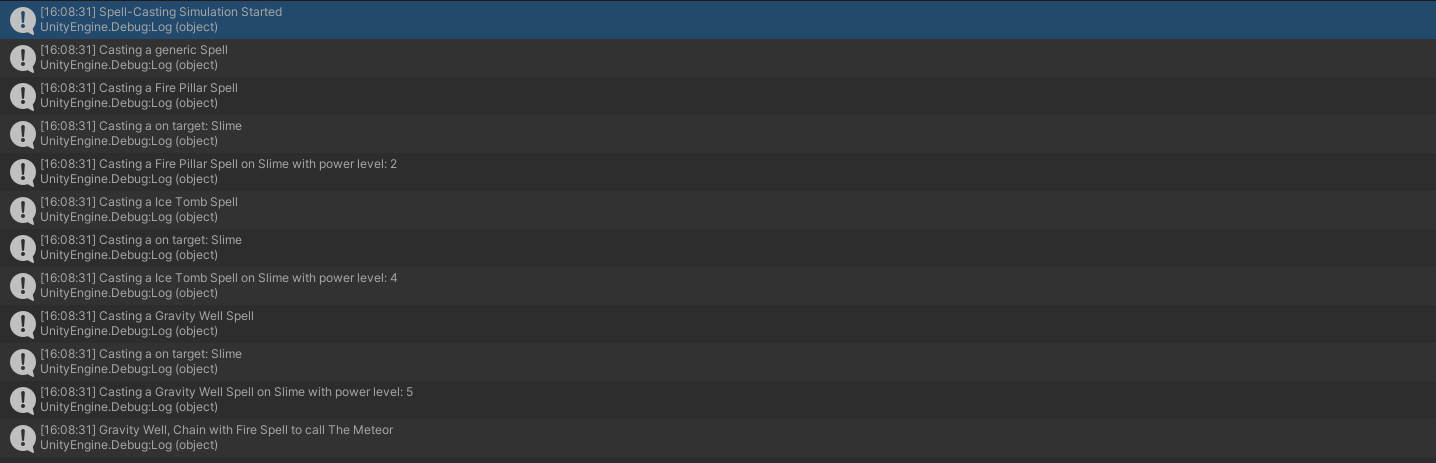 [16:08:31] Spell-Casting Simulation Started
UnityEngine.Debug:Log (object)
[16:08:31] Casting a generic Spell
UnityEngine.Debug:Log (object)
[16:08:31] Casting a Fire Pillar Spell
UnityEngine.Debug:Log (object)
[16:08:31] Casting a on target: Slime
UnityEngine.Debug:Log (object)
[16:08:31] Casting a Fire Pillar Spell on Slime with power level: 2
UnityEngine.Debug:Log (object)
[16:08:31] Casting a Ice Tomb Spell
UnityEngine.Debug:Log (object)
[16:08:31] Casting a on target: Slime
UnityEngine.Debug:Log (object)
[16:08:31] Casting a Ice Tomb Spell on Slime with power level: 4
UnityEngine.Debug:Log (object)
[16:08:31] Casting a Gravity Well Spell
UnityEngine.Debug:Log (object)
[16:08:31] Casting a on target: Slime
UnityEngine.Debug:Log (object)
[16:08:31] Casting a Gravity Well Spell on Slime with power level: 5
UnityEngine.Debug:Log (object)
[16:08:31] Gravity Well, Chain with Fire Spell to call The Meteor
UnityEngine.Debug:Log (object)